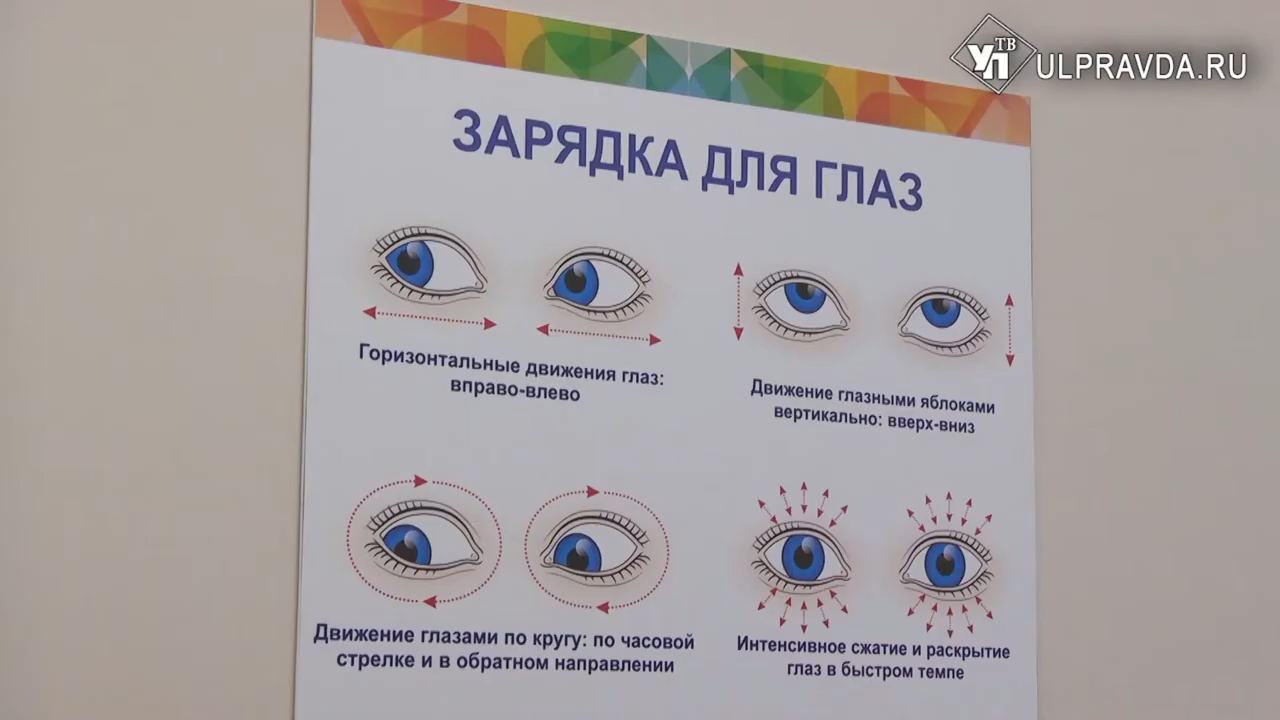 УП ТВ
ULPRAVDA.RU
ЗАРЯДКА ДЛЯ ГЛАЗ
Горизонтальные движения глаз:
вправо-влево
Движение глазными яблоками
вертикально: вверх-вниз
Движение глазами по кругу: по часовой
стрелке и в обратном направлении
Интенсивное сжатие и раскрытие
глаз в быстром темпе